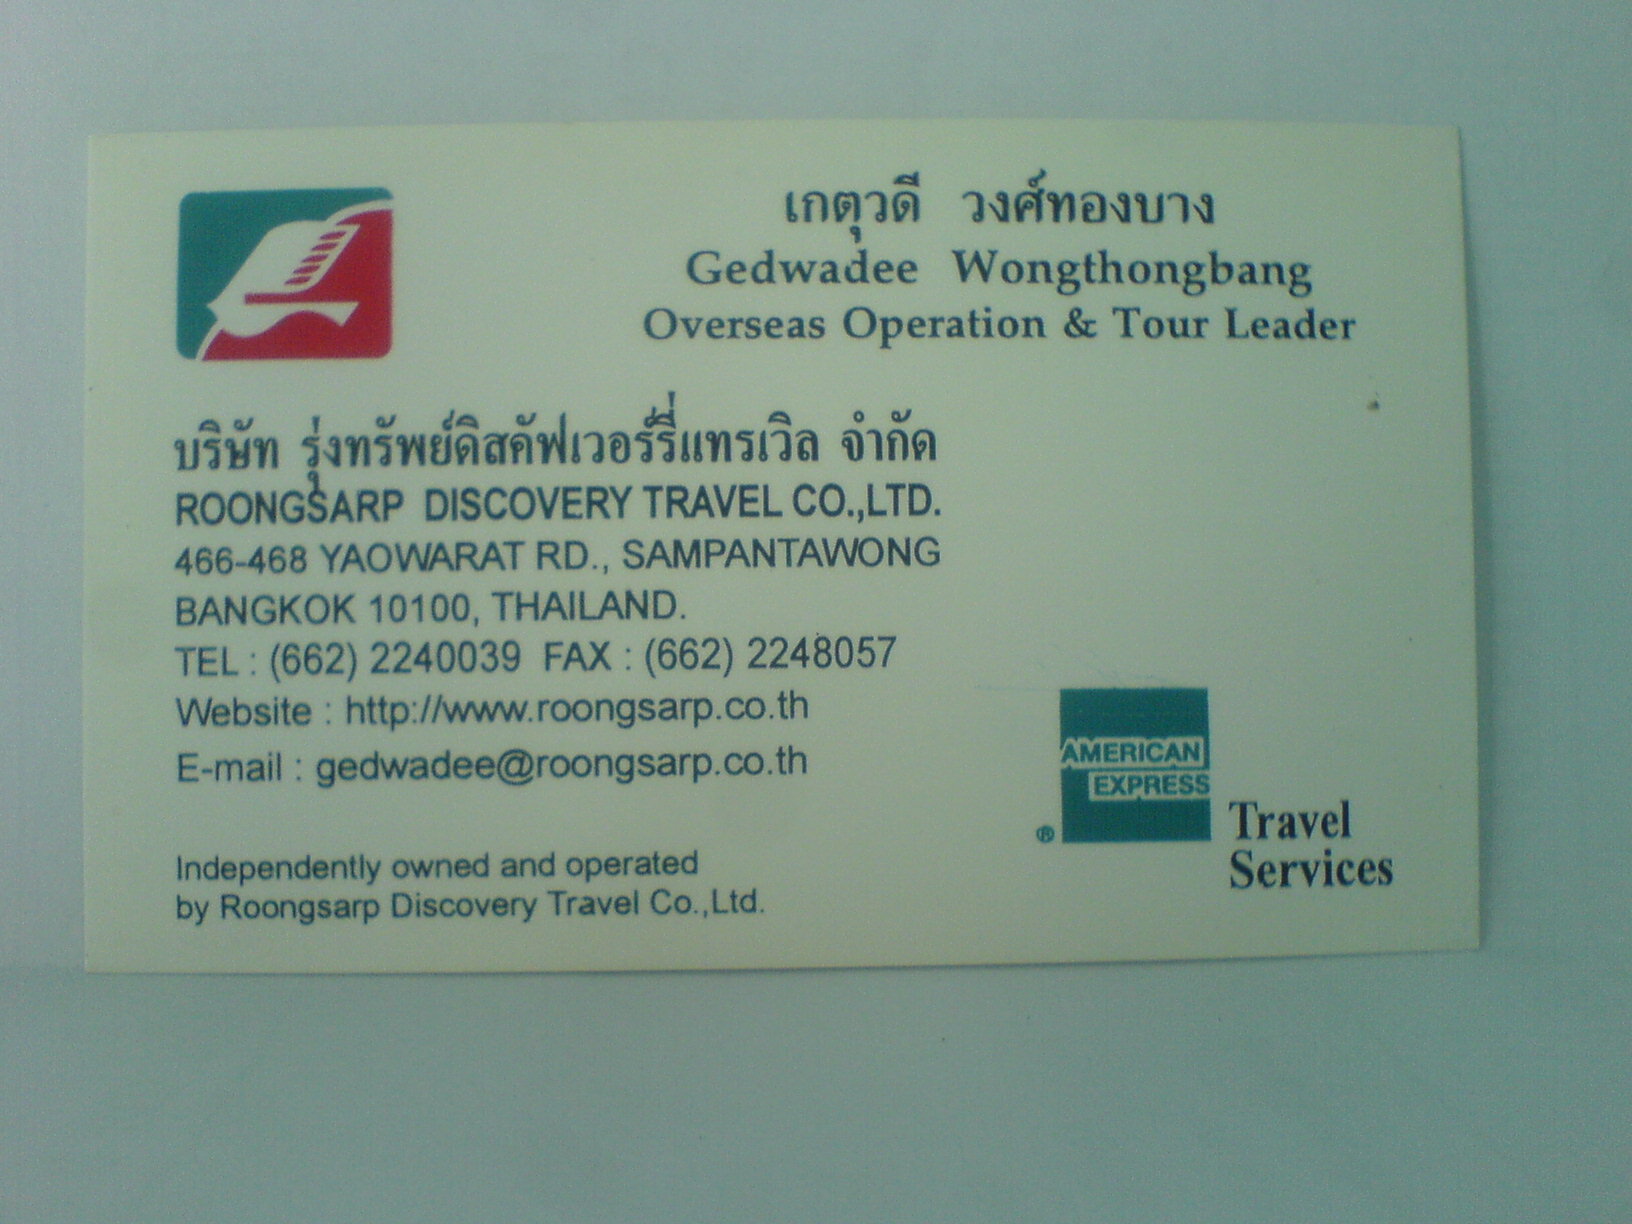 เกตุวดี วงศ์ทองบาง
Gedwadee Wongthongbang
Overseas Operation & Tour Leader
บริษัท รุ่งทรัพย์ดิสคัฟเวอร์รี่แทรเวิล จำกัด
ROONGSARP DISCOVERY TRAVEL CO.,LTD.
466-468 YAOWARAT RD., SAMPANTAWONG
BANGKOK 10100, THAILAND.
TEL : (662) 2240039 FAX : (662) 2248057
Website : http://www.roongsarp.co.th
E-mail : gedwadee@roongsarp.co.th
Independently owned and operated
by Roongsarp Discovery Travel Co.,Ltd.
AMERICAN
EXPRESS
®
Travel
Services